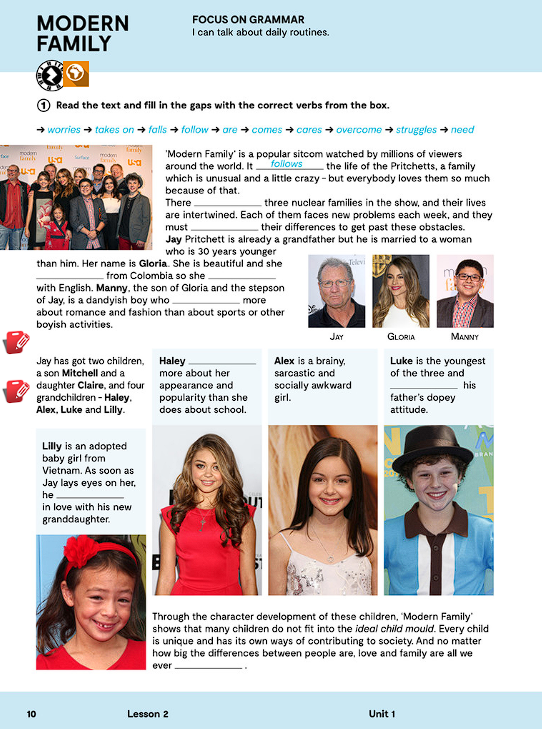 MODERN
FAMILY
FOCUS ON GRAMMAR
I can talk about daily routines.
1 Read the text and fill in the gaps with the correct verbs from the box.
➔ worries ➔ takes on ➔ falls ➔ follow ➔ are ➔ comes ➔ cares ➔ overcome ➔ struggles ➔ need
'Modern Family' is a popular sitcom watched by millions of viewers
around the world. It follows the life of the Pritchetts, a family
which is unusual and a little crazy – but everybody loves them so much
because of that.
There ____________ three nuclear families in the show, and their lives
are intertwined. Each of them faces new problems each week, and they
must ____________ their differences to get past these obstacles.
Jay Pritchett is already a grandfather but he is married to a woman
who is 30 years younger
than him. Her name is Gloria. She is beautiful and she
____________ from Colombia so she ____________
with English. Manny, the son of Gloria and the stepson
of Jay, is a dandyish boy who ____________ more
about romance and fashion than about sports or other
boyish activities.
JAY
GLORIA
MANNY
Jay has got two children,
a son Mitchell and a
daughter Claire, and four
grandchildren – Haley,
Alex, Luke and Lilly.
Haley ____________
more about her
appearance and
popularity than she
does about school.
Alex is a brainy,
sarcastic and
socially awkward
girl.
Luke is the youngest
of the three and
____________ his
father's dopey
attitude.
Lilly is an adopted
baby girl from
Vietnam. As soon as
Jay lays eyes on her,
he ____________
in love with his new
granddaughter.
Through the character development of these children, 'Modern Family'
shows that many children do not fit into the ideal child mould. Every child
is unique and has its own ways of contributing to society. And no matter
how big the differences between people are, love and family are all we
ever ____________ .
10
Lesson 2
Unit 1